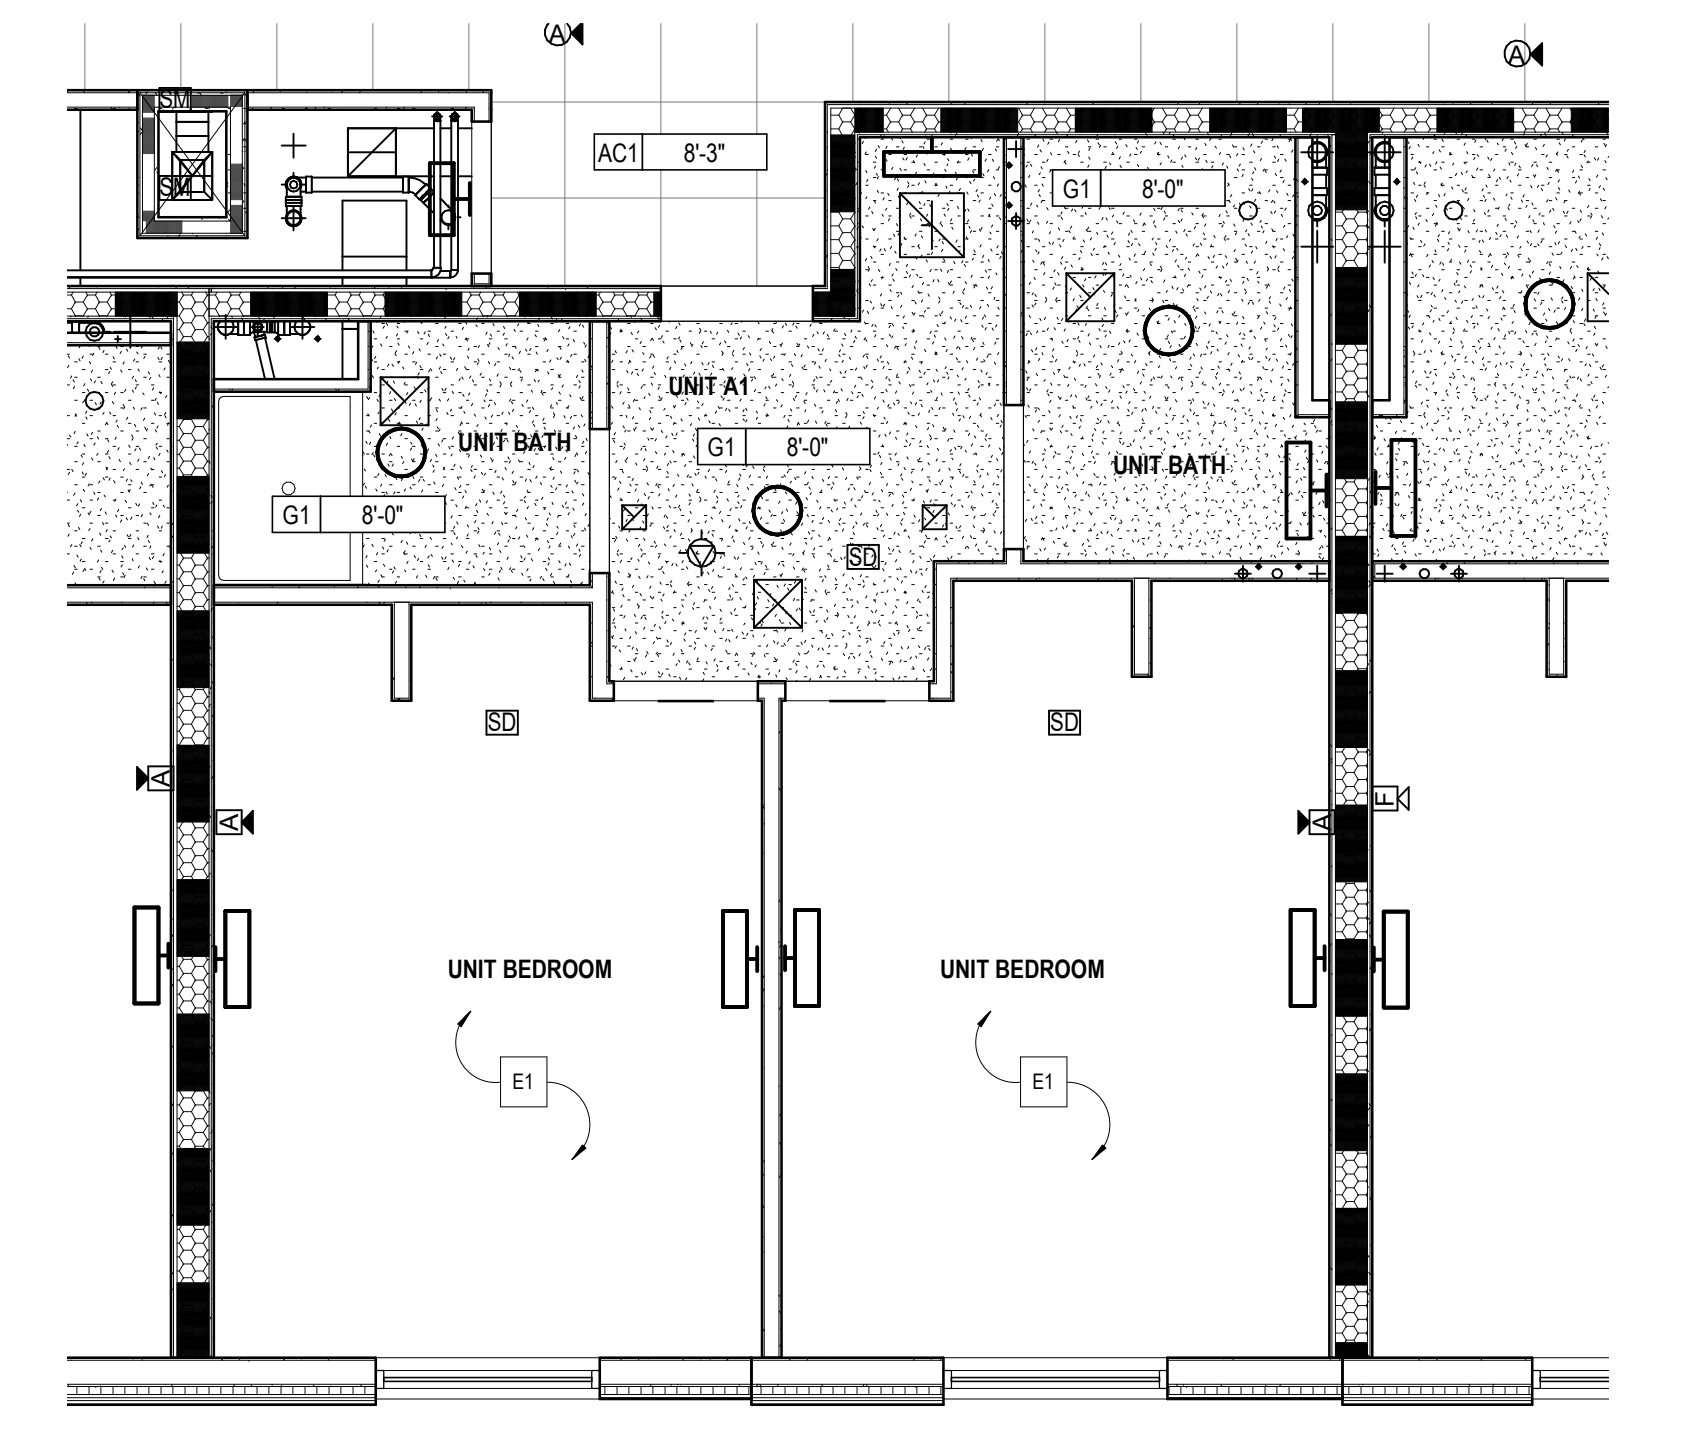 A
A
SM
AC1 8'-3"
SM
G1 8'-0"
UNIT A1
UNIT BATH
G1 8'-0"
UNIT BATH
G1 8'-0"
SD
SD
SD
A
F
A
A
UNIT BEDROOM
UNIT BEDROOM
E1
E1